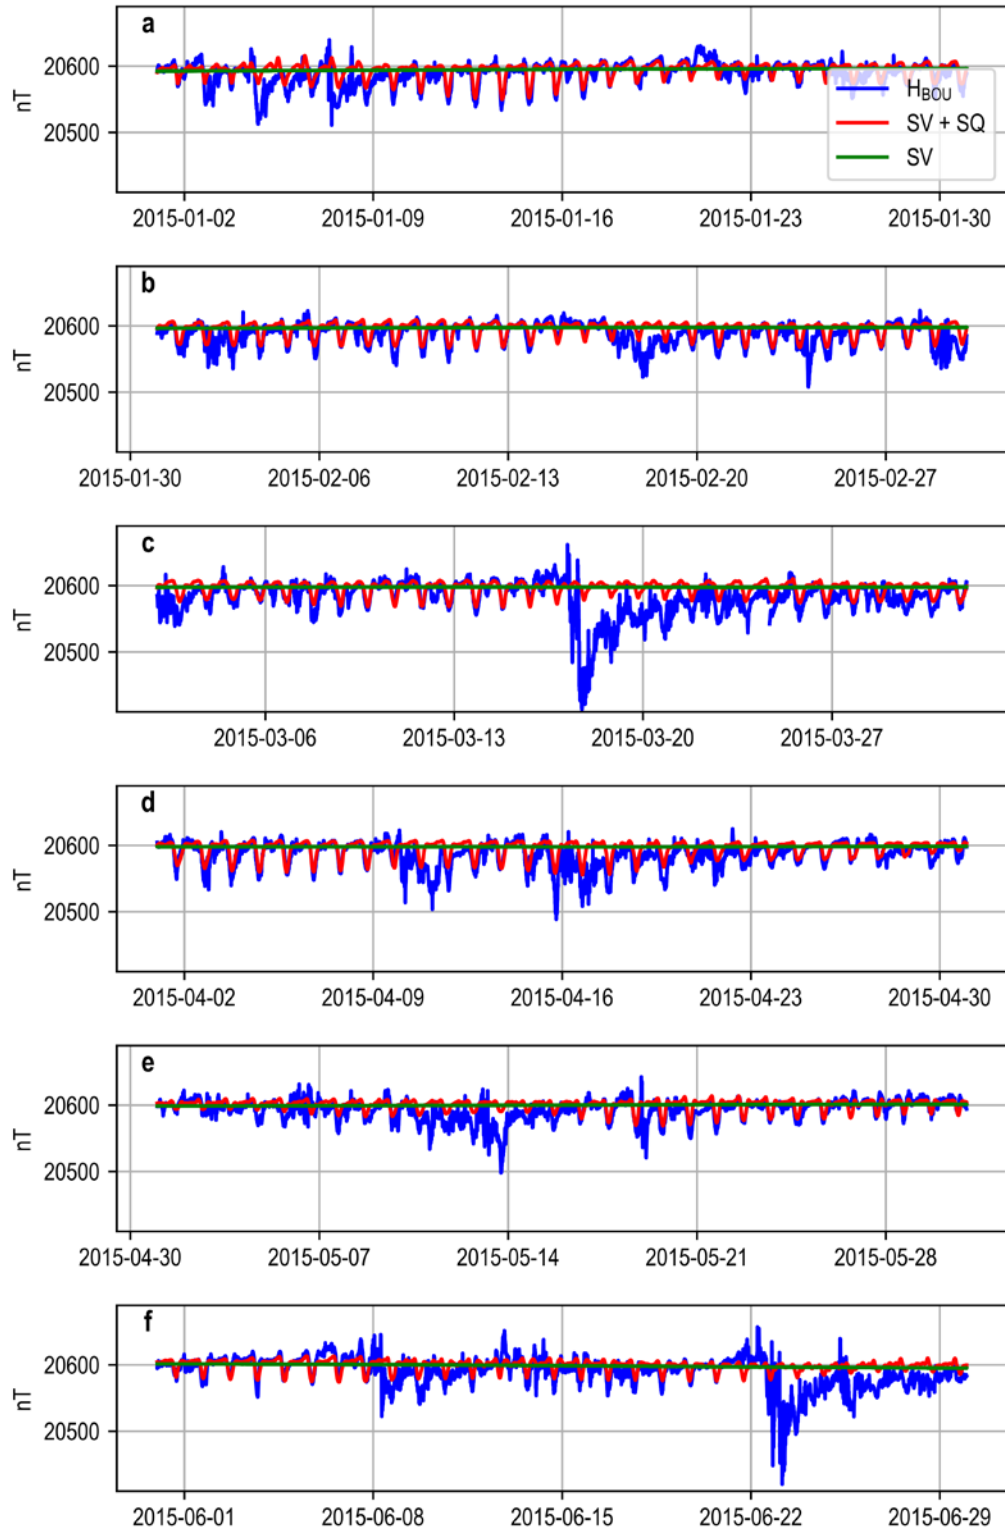 a
20600
nT
20500
H_BOU
SV + SQ
SV
2015-01-02 2015-01-09 2015-01-16 2015-01-23 2015-01-30
b
20600
nT
20500
2015-01-30 2015-02-06 2015-02-13 2015-02-20 2015-02-27
c
20600
nT
20500
2015-03-06 2015-03-13 2015-03-20 2015-03-27
d
20600
nT
20500
2015-04-02 2015-04-09 2015-04-16 2015-04-23 2015-04-30
e
20600
nT
20500
2015-04-30 2015-05-07 2015-05-14 2015-05-21 2015-05-28
f
20600
nT
20500
2015-06-01 2015-06-08 2015-06-15 2015-06-22 2015-06-29